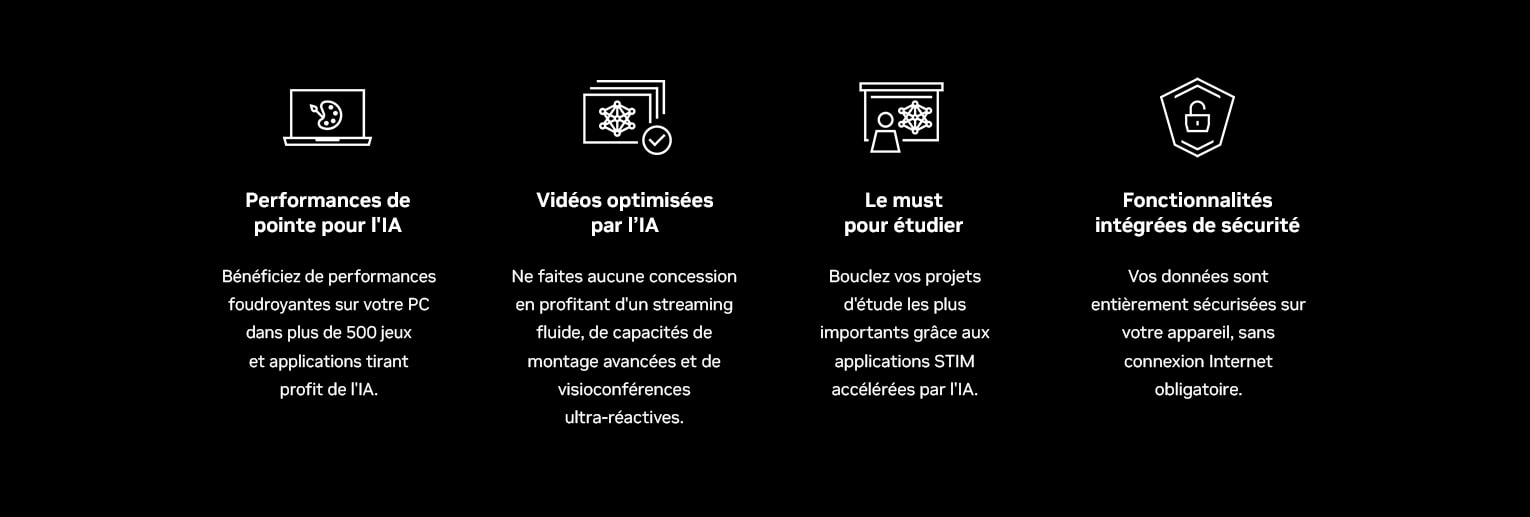 Performances de
pointe pour l'IA
Bénéficiez de performances
foudroyantes sur votre PC
dans plus de 500 jeux
et applications tirant
profit de l'IA.
Vidéos optimisées
par l’IA
Ne faites aucune concession
en profitant d'un streaming
fluide, de capacités de
montage avancées et de
visioconférences
ultra-réactives.
Le must
pour étudier
Bouclez vos projets
d'étude les plus
importants grâce aux
applications STIM
accélérées par l'IA.
Fonctionnalités
intégrées de sécurité
Vos données sont
entièrement sécurisées sur
votre appareil, sans
connexion Internet
obligatoire.